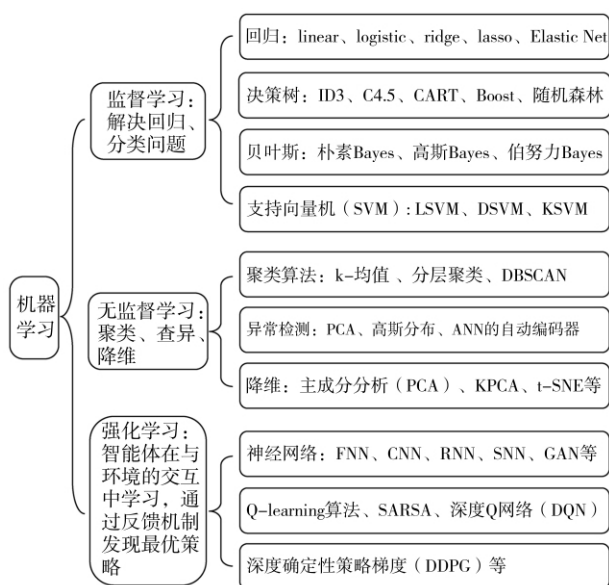 机器
学习
监督学习：
解决回归、
分类问题
回归：linear、logistic、ridge、lasso、Elastic Net
决策树：ID3、C4.5、CART、Boost、随机森林
贝叶斯：朴素Bayes、高斯Bayes、伯努力Bayes
支持向量机（SVM）：LSVM、DSVM、KSVM
无监督学习：
聚类、查异、
降维
聚类算法：k-均值 、分层聚类、DBSCAN
异常检测：PCA、高斯分布、ANN的自动编码器
降维：主成分分析（PCA）、KPCA、t-SNE等
强化学习：
智能体在与
环境的交互
中学习，通
过反馈机制
发现最优策
略
神经网络：FNN、CNN、RNN、SNN、GAN等
Q-learning算法、SARSA、深度Q网络（DQN）
深度确定性策略梯度（DDPG）等